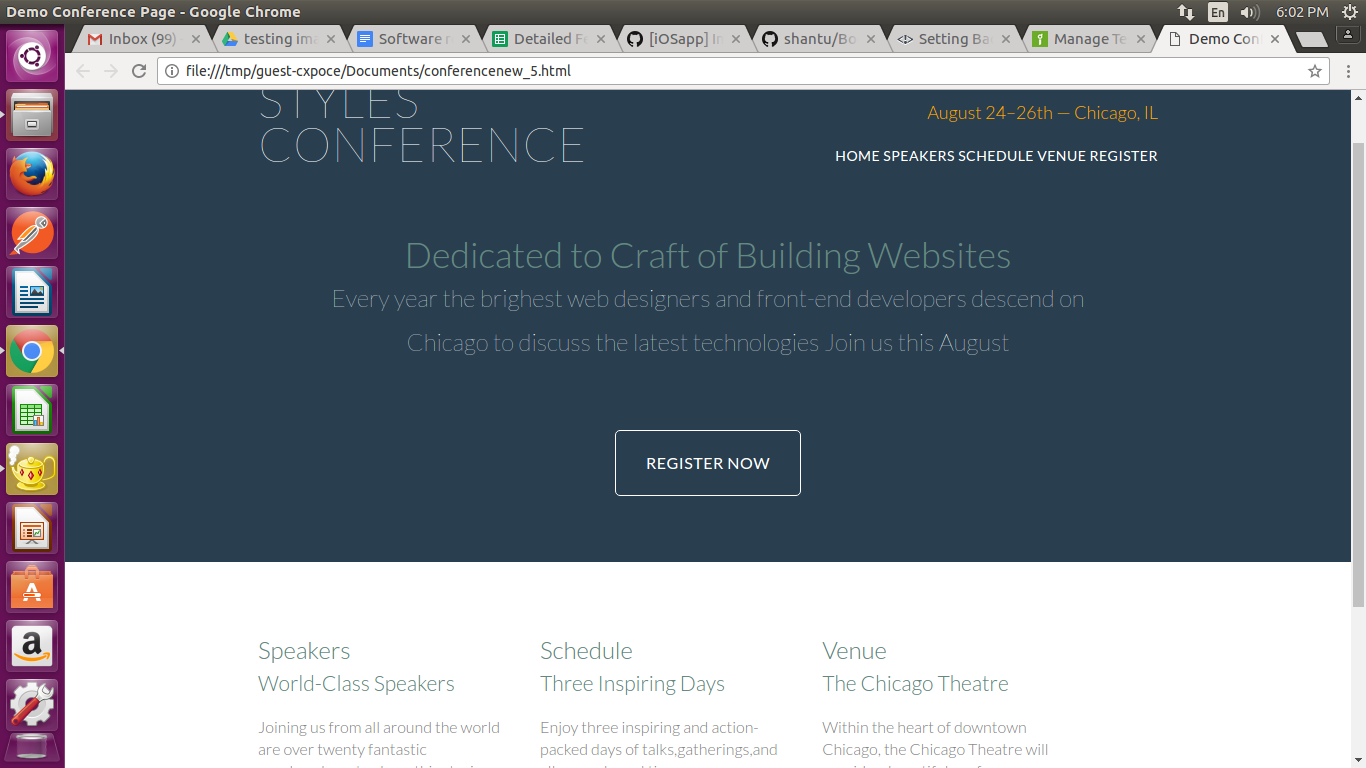 Demo Conference Page - Google Chrome
En
6:02 PM
Inbox (99)
testing im
Software
Detailed Fe
[iOSapp] In
shantu/Bo
Setting Ba
Manage Te
Demo Con
file:///tmp/guest-cxpoce/Documents/conferencenew_5.html
STYLES
CONFERENCE
August 24–26th — Chicago, IL
HOME SPEAKERS SCHEDULE VENUE REGISTER
Dedicated to Craft of Building Websites
Every year the brighest web designers and front-end developers descend on
Chicago to discuss the latest technologies Join us this August
REGISTER NOW
Speakers
World-Class Speakers
Joining us from all around the world
are over twenty fantastic
Schedule
Three Inspiring Days
Enjoy three inspiring and action-
packed days of talks,gatherings,and
Venue
The Chicago Theatre
Within the heart of downtown
Chicago, the Chicago Theatre will